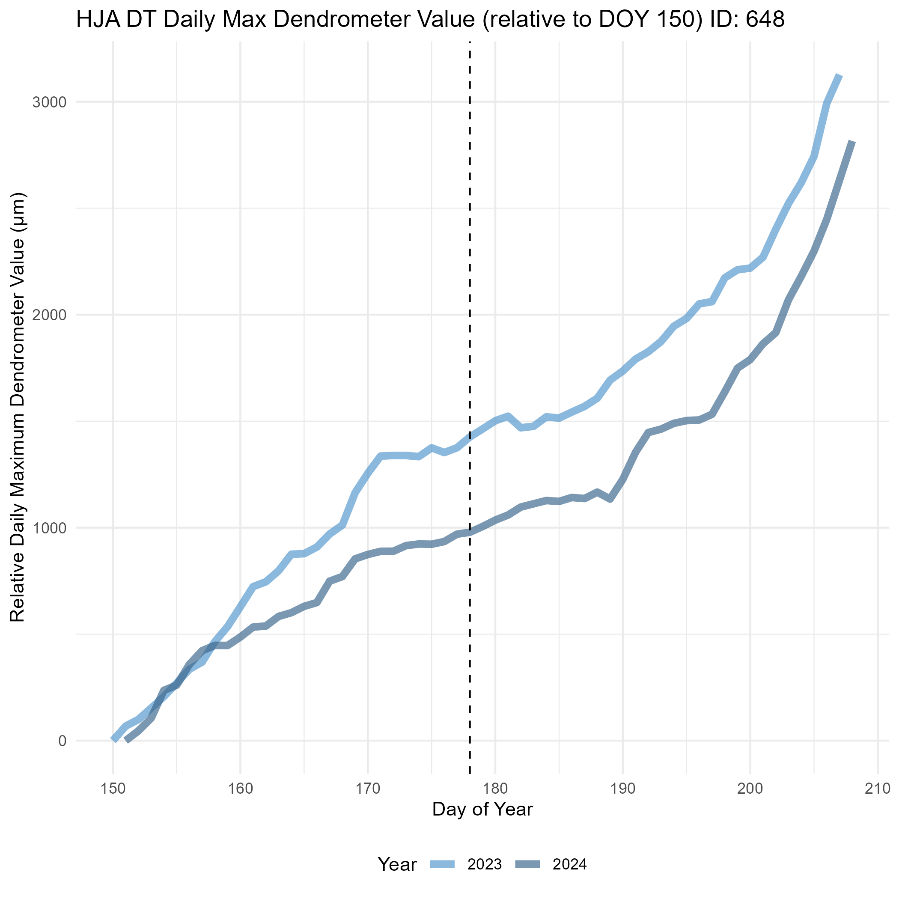 HJA DT Daily Max Dendrometer Value (relative to DOY 150) ID: 648
Relative Daily Maximum Dendrometer Value (µm)
3000
2000
1000
0
150 160 170 180 190 200 210
Day of Year
Year 2023 2024